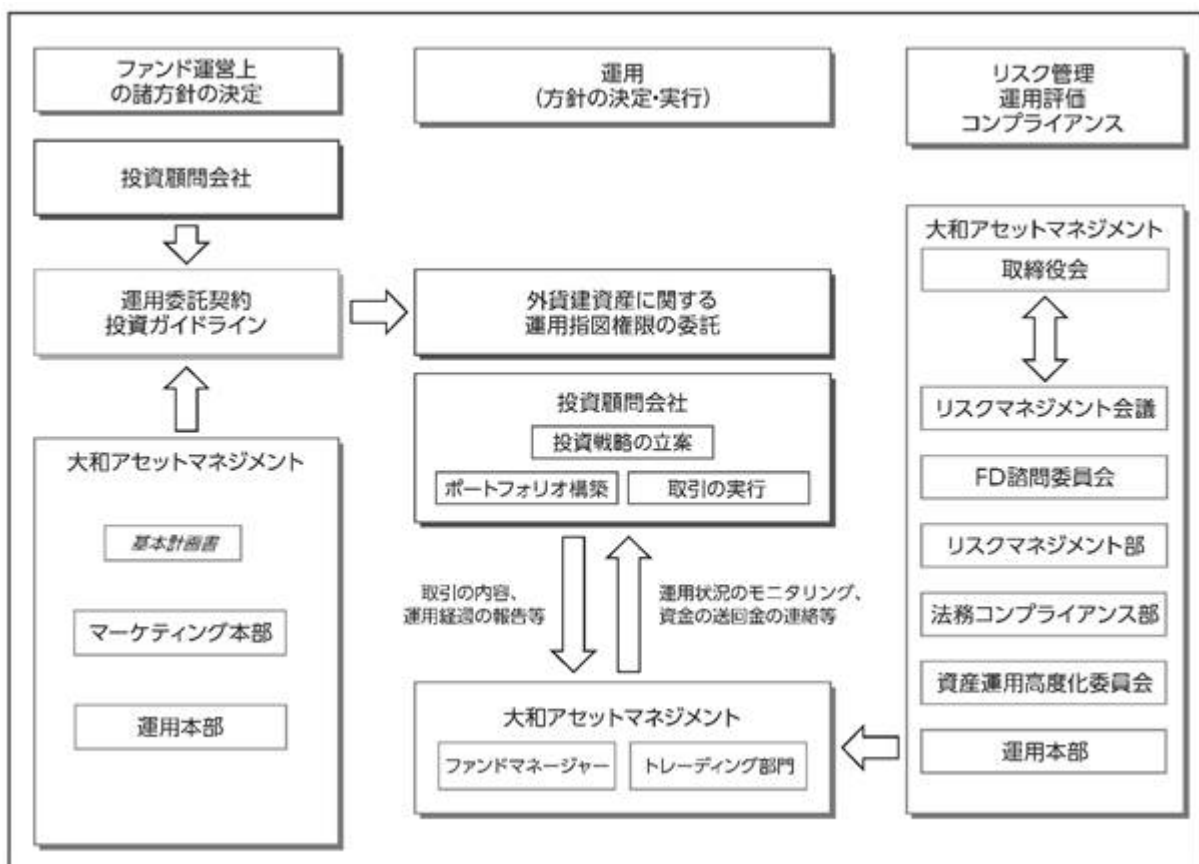 ファンド運営上
の諸方針の決定
投資顧問会社
運用委託契約
投資ガイドライン
大和アセットマネジメント
基本計画書
マーケティング本部
運用本部
運用
(方針の決定・実行)
外貨建資産に関する
運用指図権限の委託
投資顧問会社
投資戦略の立案
ポートフォリオ構築
取引の実行
取引の内容、
運用経過の報告等
運用状況のモニタリング、
資金の送回金の連絡等
大和アセットマネジメント
ファンドマネージャー
トレーディング部門
リスク管理
運用評価
コンプライアンス
大和アセットマネジメント
取締役会
リスクマネジメント会議
FD諮問委員会
リスクマネジメント部
法務コンプライアンス部
資産運用高度化委員会
運用本部